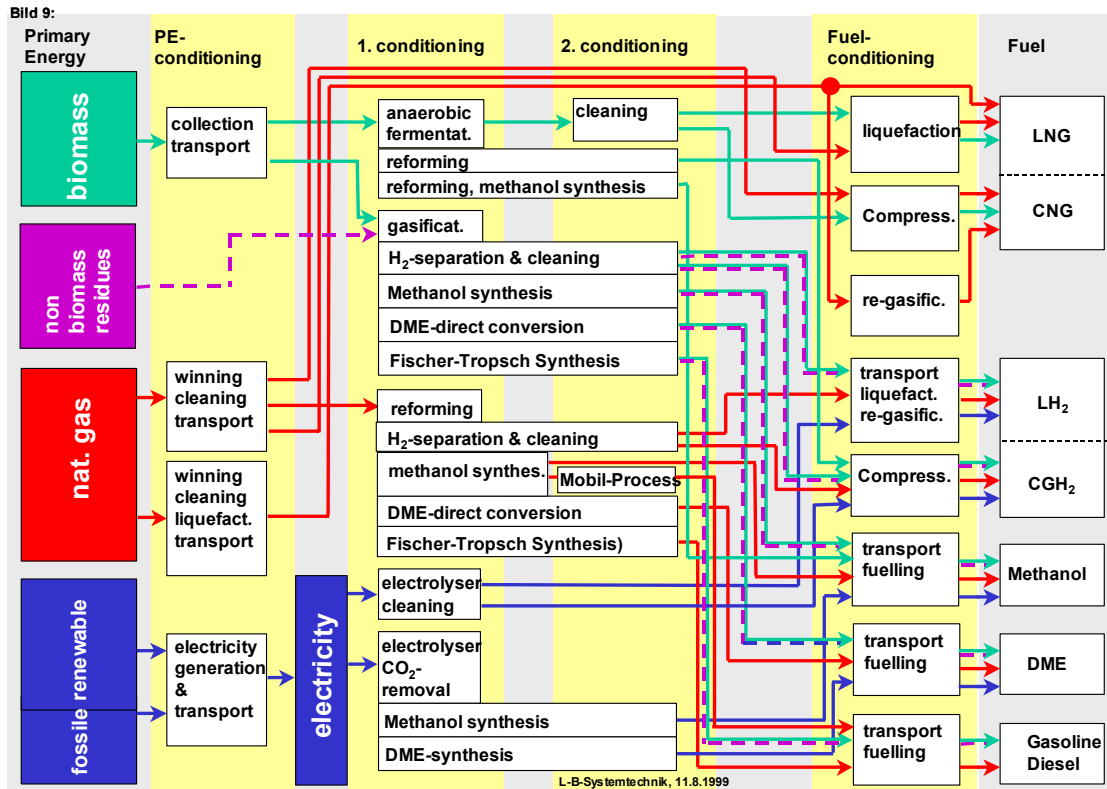 Bild 9:
Primary
Energy
PE-
conditioning
1. conditioning
2. conditioning
Fuel-
conditioning
Fuel
biomass
non
biomass
residues
nat. gas
fossile renewable
collection
transport
winning
cleaning
transport
winning
cleaning
liquefact.
transport
electricity
generation
&
transport
electricity
anaerobic
fermentat.
reforming
reforming, methanol synthesis
gasificat.
H₂-separation & cleaning
Methanol synthesis
DME-direct conversion
Fischer-Tropsch Synthesis
reforming
H₂-separation & cleaning
methanol synthes.
Mobil-Process
DME-direct conversion
Fischer-Tropsch Synthesis)
electrolyser
cleaning
electrolyser
CO₂-
removal
Methanol synthesis
DME-synthesis
cleaning
liquefaction
Compress.
re-gasific.
transport
liquefact.
re-gasific.
Compress.
transport
fuelling
transport
fuelling
transport
fuelling
LNG
CNG
LH₂
CGH₂
Methanol
DME
Gasoline
Diesel
L-B-Systemtechnik, 11.8.1999